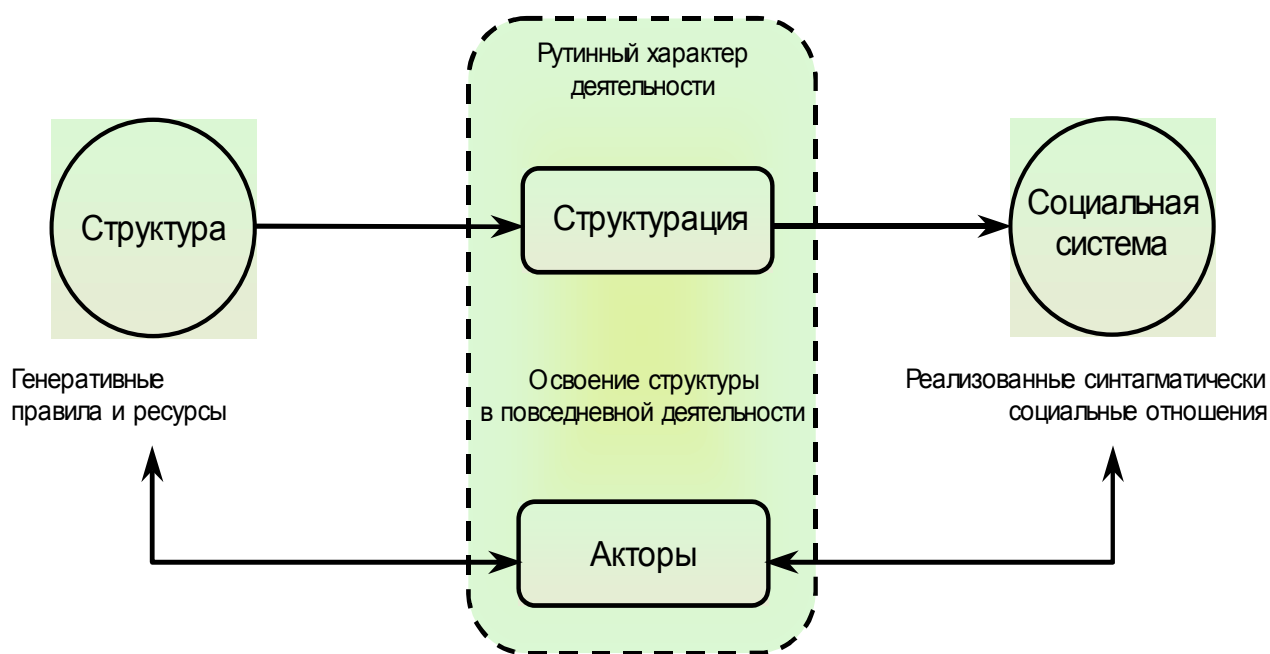 Рутинный характер
деятельности
Структура
Структурация
Социальная
система
Генеративные
правила и ресурсы
Освоение структуры
в повседневной деятельности
Реализованные синтагматически
социальные отношения
Акторы